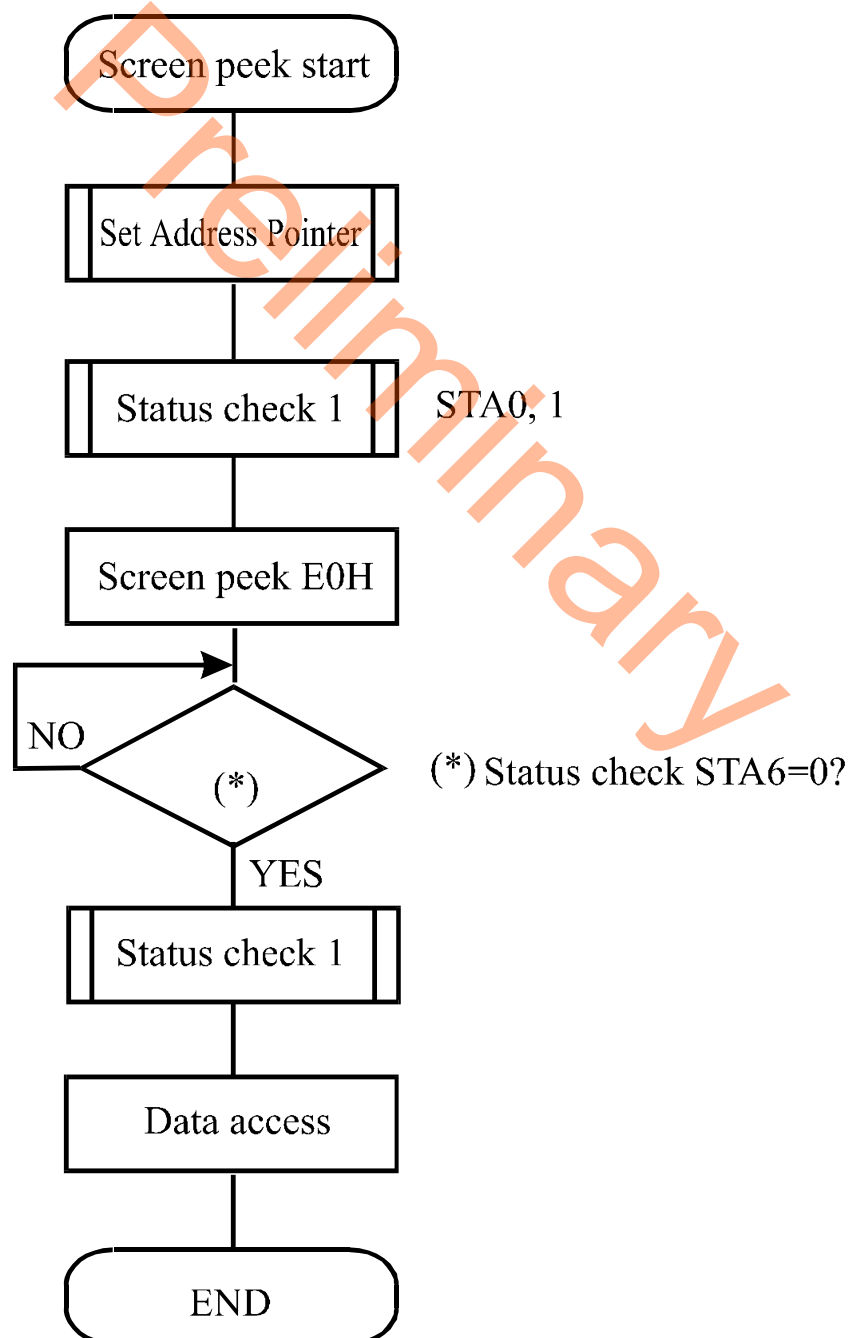 Screen peek start
Preliminary
Set Address Pointer
Status check 1
STA0, 1
Screen peek E0H
NO
(*)
(*) Status check STA6=0?
YES
Status check 1
Data access
END